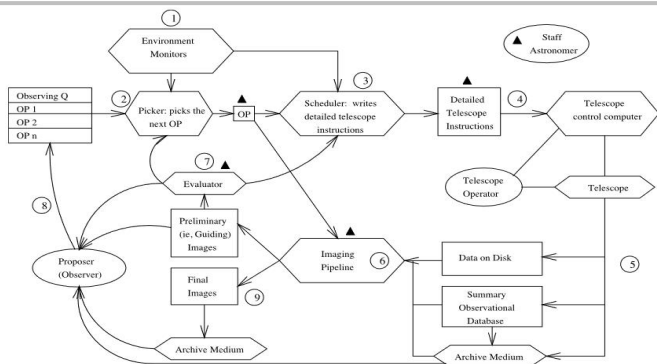 1
Environment
Monitors
Staff
Astronomer
Observing Q
OP 1
OP 2
OP n
2
Picker: picks the
next OP
OP
3
Scheduler: writes
detailed telescope
instructions
Detailed
Telescope
Instructions
4
Telescope
control computer
7
Evaluator
Telescope
Operator
Telescope
8
Preliminary
(ie, Guiding)
Images
Proposer
(Observer)
Imaging
Pipeline
6
Data on Disk
5
Final
Images
9
Summary
Observational
Database
Archive Medium
Archive Medium